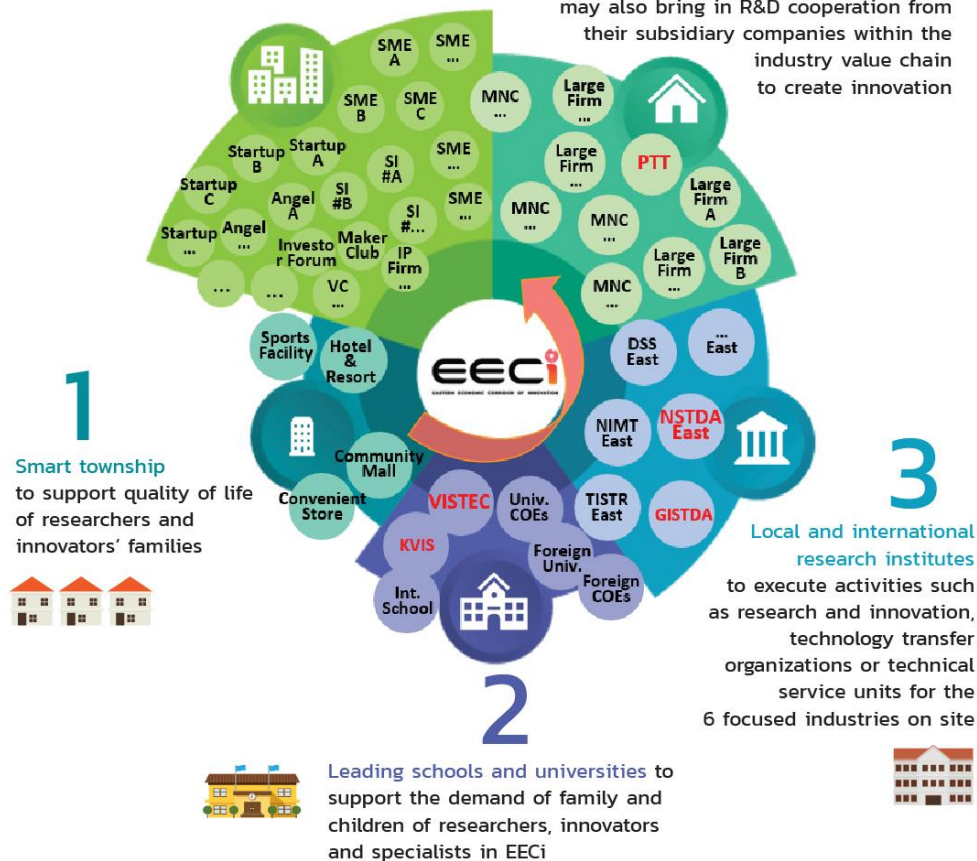 may also bring in R&D cooperation from
their subsidiary companies within the
industry value chain
to create innovation
SME
A
SME
...
SME
B
SME
C
SME
...
Startup
A
Startup
B
SI
#A
Startup
C
Angel
A
SI
#B
SME
...
SI
#...
Startup
...
Angel
...
Investo
r Forum
Maker
Club
IP
Firm
...
...
...
VC
...
MNC
...
Large
Firm
...
Large
Firm
...
PTT
Large
Firm
A
MNC
...
MNC
...
Large
Firm
B
Large
Firm
...
MNC
...
Sports
Facility
Hotel
&
Resort
Community
Mall
Convenient
Store
EECi
EASTERN ECONOMIC CORRIDOR OF INNOVATION
DSS
East
...
East
NIMT
East
NSTDA
East
TISTR
East
GISTDA
VISTEC
Univ.
COEs
KVIS
Foreign
Univ.
Int.
School
Foreign
COEs
1
Smart township
to support quality of life
of researchers and
innovators' families
3
Local and international
research institutes
to execute activities such
as research and innovation,
technology transfer
organizations or technical
service units for the
6 focused industries on site
2
Leading schools and universities to
support the demand of family and
children of researchers, innovators
and specialists in EECi